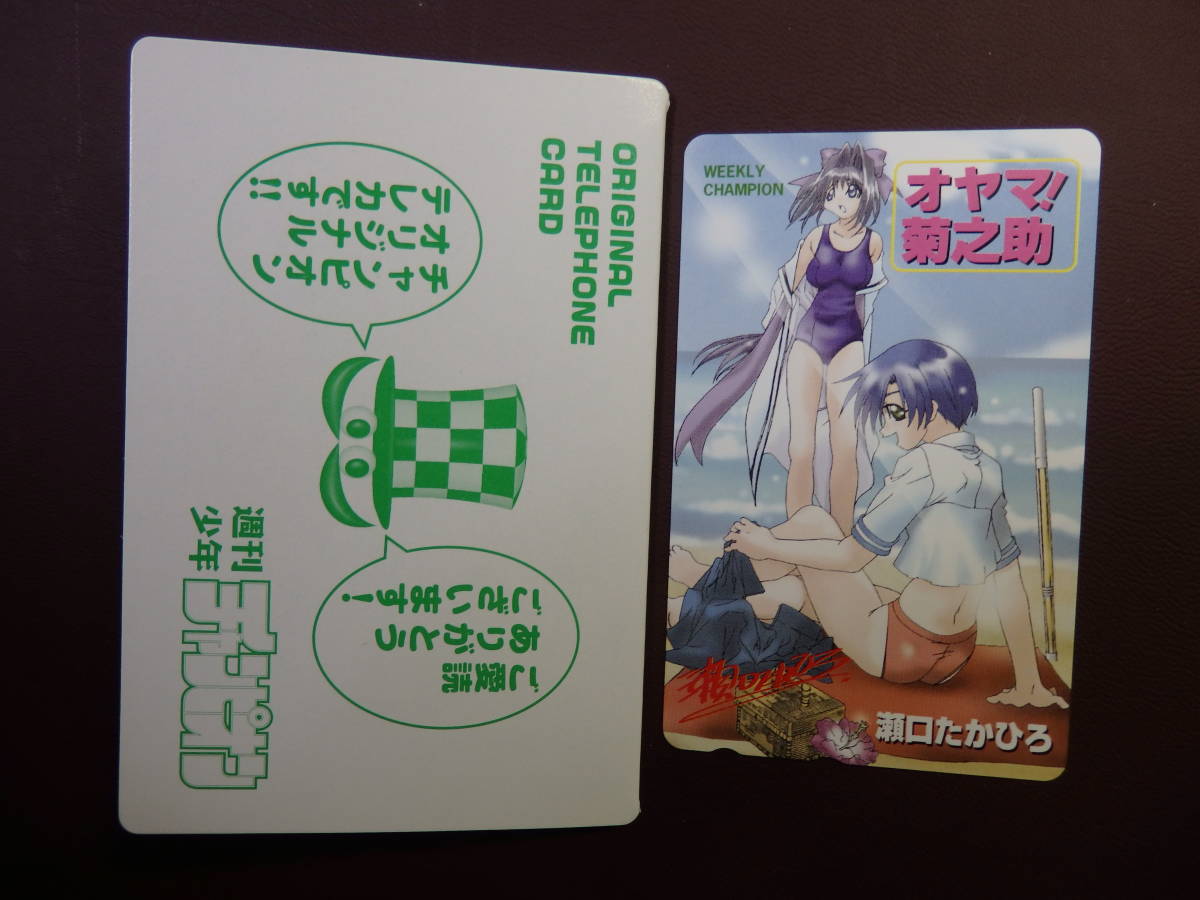 ORIGINAL
TELEPHONE
CARD
チャンピオン
オリジナル
テレカです!!
ご愛読
ありがとう
ございます!
週刊
少年
チャンピオン
WEEKLY
CHAMPION
オヤマ!
菊之助
瀬口たかひろ